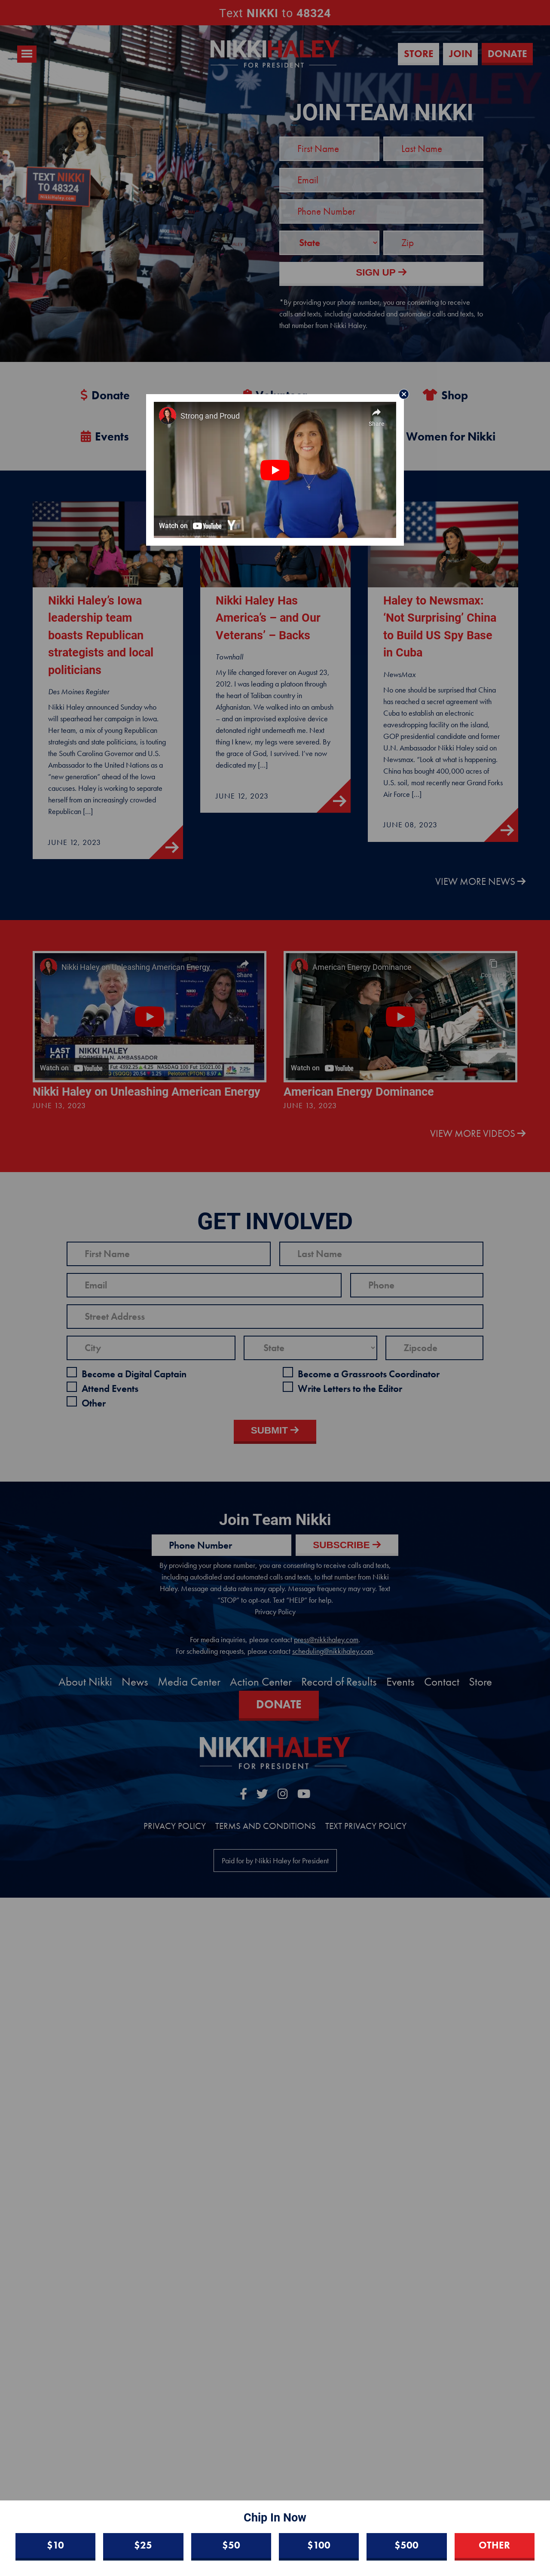 Text NIKKI to 48324
NIKKIHALEY
FOR PRESIDENT
STORE
JOIN
DONATE
NIKKIHALEY
TEXT NIKKI
TO 48324
JOIN TEAM NIKKI
First Name
Last Name
Email
Phone Number
State
Zip
SIGN UP
*By providing your phone number, you are consenting to receive
calls and texts, including autodialed and automated calls and texts, to
that number from Nikki Haley.
Donate
Shop
Events
Women for Nikki
Strong and Proud
Share
Watch on YouTube
Nikki Haley's Iowa
leadership team
boasts Republican
strategists and local
politicians
Des Moines Register
Nikki Haley announced Sunday who
will spearhead her campaign in Iowa.
Her team, a mix of young Republican
strategists and state politicians, is touting
the South Carolina Governor and U.S.
Ambassador to the United Nations as a
"new generation" ahead of the Iowa
caucuses. Haley is working to separate
herself from an increasingly crowded
Republican [...]
JUNE 12, 2023
Nikki Haley Has
America's – and Our
Veterans' – Backs
Townhall
My life changed forever on August 23,
2012. I was leading a platoon through
the heart of Taliban country in
Afghanistan. We walked into an ambush
– and an improvised explosive device
detonated right underneath me. Next
thing I knew, my legs were severed. By
the grace of God, I survived. I've now
dedicated my [...]
JUNE 12, 2023
Haley to Newsmax:
'Not Surprising' China
to Build US Spy Base
in Cuba
NewsMax
No one should be surprised that China
has reached a secret agreement with
Cuba to establish an electronic
eavesdropping facility on the island,
GOP presidential candidate and former
U.N. Ambassador Nikki Haley said on
Newsmax. "Look at what is happening.
China has bought 400,000 acres of
U.S. soil, most recently near Grand Forks
Air Force [...]
JUNE 08, 2023
VIEW MORE NEWS
Nikki Haley on Unleashing American Energy
Share
LAST
CALL
NIKKI HALEY
FORMER U.N. AMBASSADOR
Watch on YouTube
Nikki Haley on Unleashing American Energy
JUNE 13, 2023
American Energy Dominance
Watch on YouTube
American Energy Dominance
JUNE 13, 2023
VIEW MORE VIDEOS
GET INVOLVED
First Name
Last Name
Email
Phone
Street Address
City
State
Zipcode
Become a Digital Captain
Become a Grassroots Coordinator
Attend Events
Write Letters to the Editor
Other
SUBMIT
Join Team Nikki
Phone Number
SUBSCRIBE
By providing your phone number, you are consenting to receive calls and texts,
including autodialed and automated calls and texts, to that number from Nikki
Haley. Message and data rates may apply. Message frequency may vary. Text
"STOP" to opt-out. Text "HELP" for help.
Privacy Policy
For media inquiries, please contact press@nikkihaley.com.
For scheduling requests, please contact scheduling@nikkihaley.com.
About Nikki
News
Media Center
Action Center
Record of Results
Events
Contact
Store
DONATE
NIKKIHALEY
FOR PRESIDENT
PRIVACY POLICY
TERMS AND CONDITIONS
TEXT PRIVACY POLICY
Paid for by Nikki Haley for President
Chip In Now
$10
$25
$50
$100
$500
OTHER